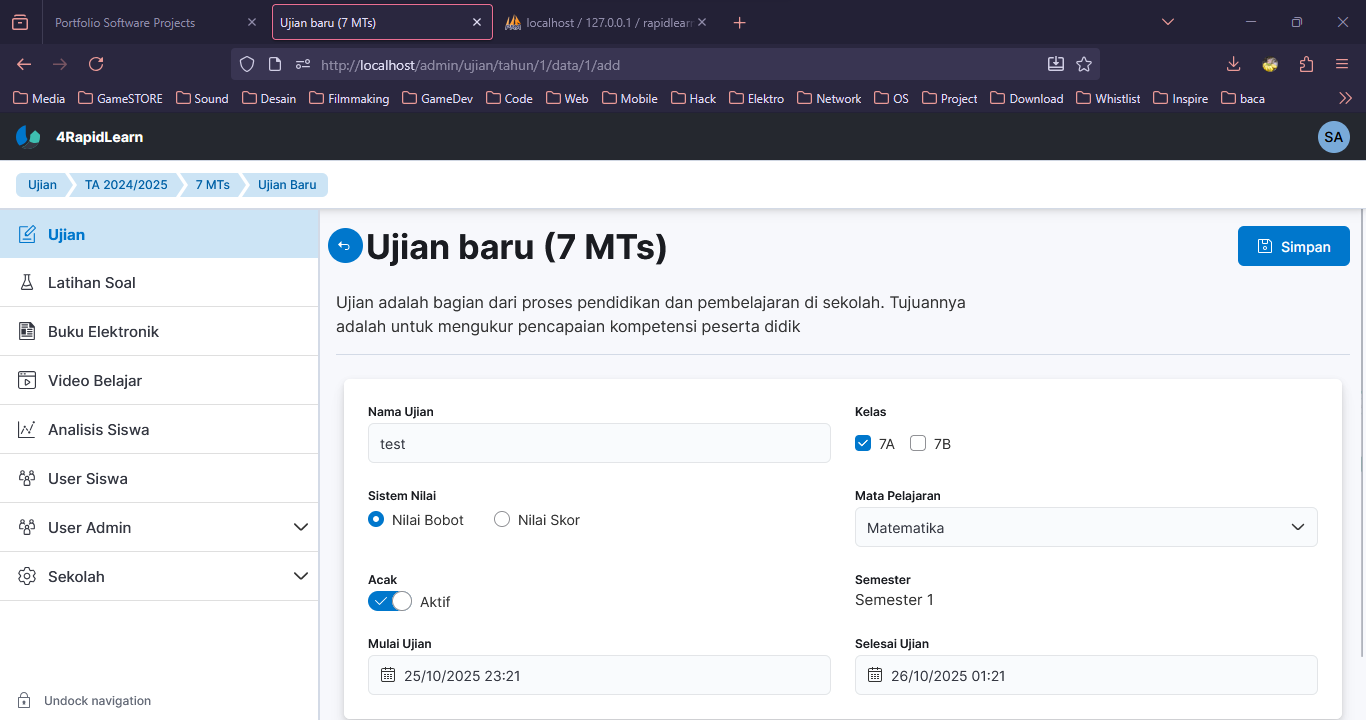 Portfolio Software Projects
Ujian baru (7 MTs)
localhost / 127.0.0.1 / rapidlear
http://localhost/admin/ujian/tahun/1/data/1/add
Media GameSTORE Sound Desain Filmmaking GameDev Code Web Mobile Hack Elektro Network OS Project Download Whistlist Inspire baca
4RapidLearn
SA
Ujian TA 2024/2025 7 MTs Ujian Baru
Ujian
Latihan Soal
Buku Elektronik
Video Belajar
Analisis Siswa
User Siswa
User Admin
Sekolah
Undock navigation
Ujian baru (7 MTs)
Simpan
Ujian adalah bagian dari proses pendidikan dan pembelajaran di sekolah. Tujuannya
adalah untuk mengukur pencapaian kompetensi peserta didik
Nama Ujian
test
Kelas
7A 7B
Sistem Nilai
Nilai Bobot Nilai Skor
Mata Pelajaran
Matematika
Acak
Aktif
Semester
Semester 1
Mulai Ujian
25/10/2025 23:21
Selesai Ujian
26/10/2025 01:21